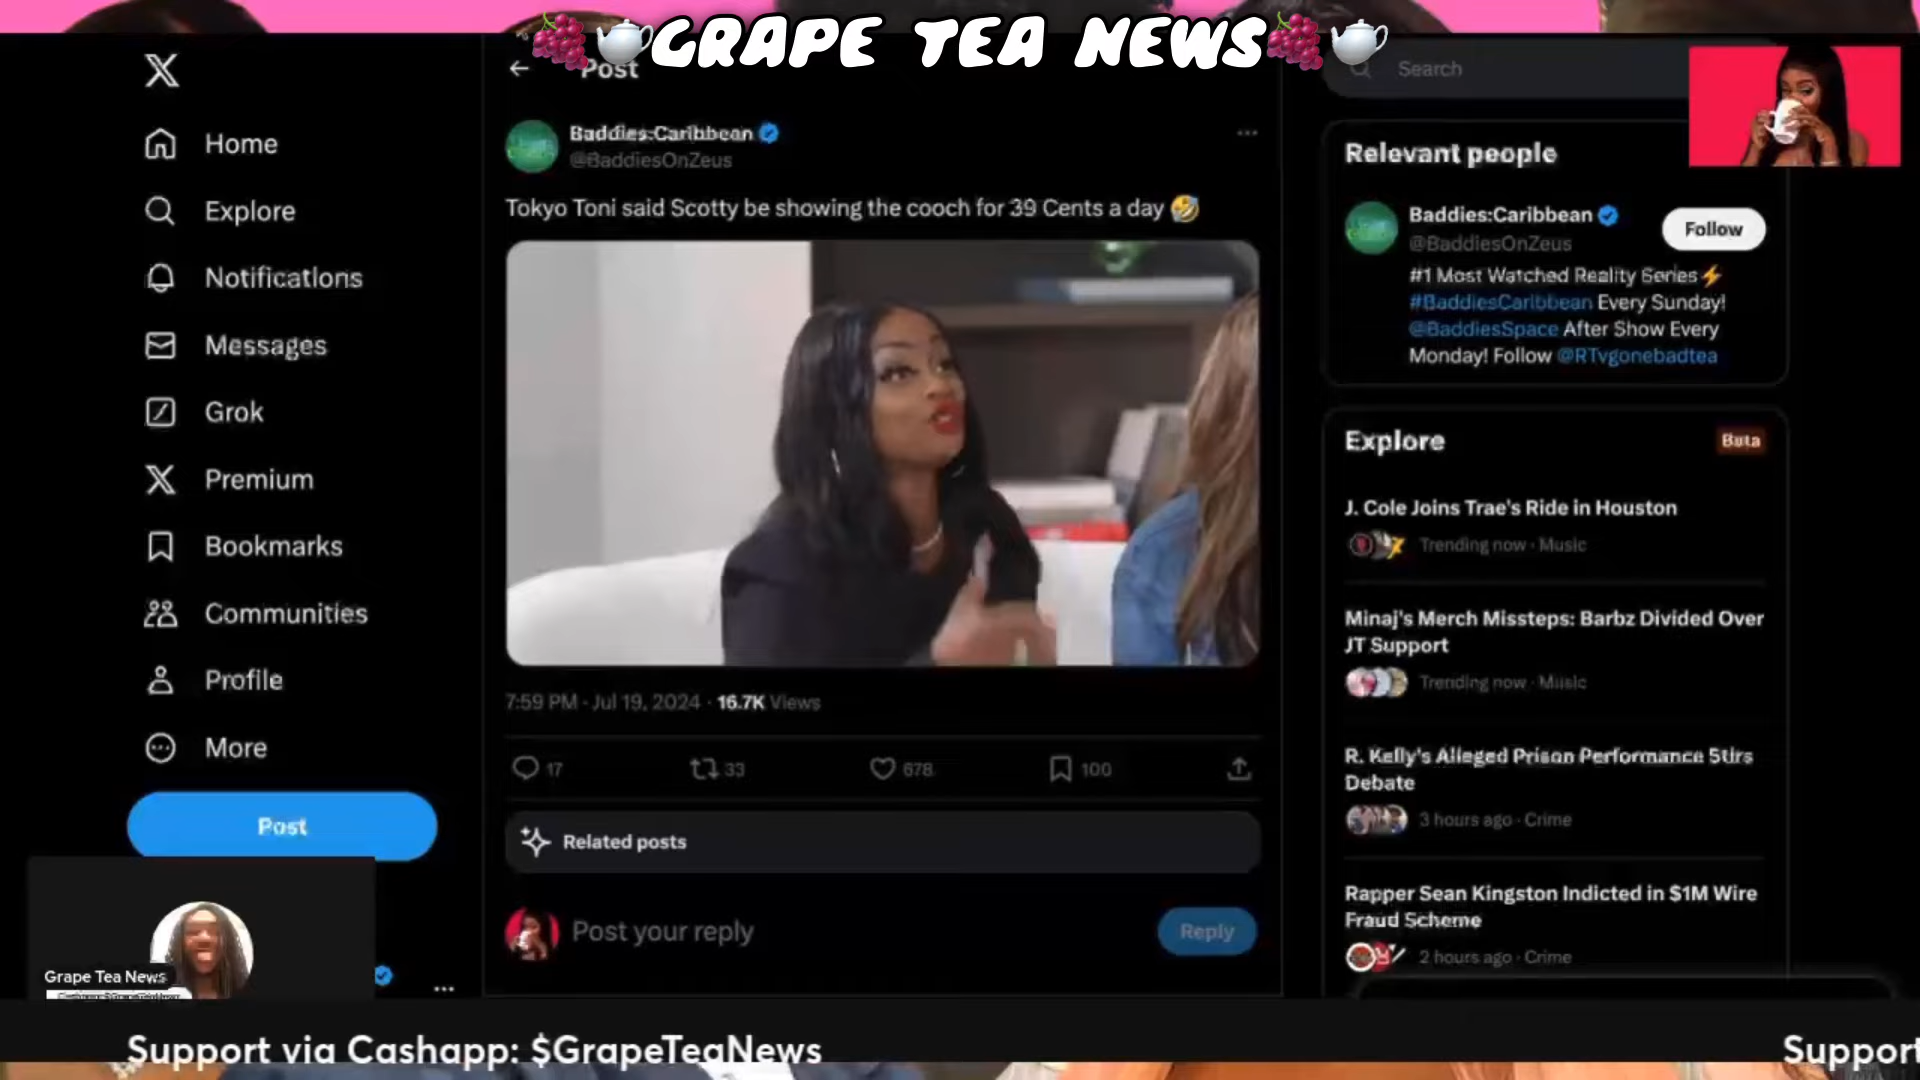 GRAPE TEA NEWS
Home
Explore
Notifications
Messages
Grok
Premium
Bookmarks
Communities
Profile
More
Post
Grape Tea News
Post
Baddies:Caribbean
@BaddiesOnZeus
Tokyo Toni said Scotty be showing the cooch for 39 Cents a day 🤣
7:59 PM · Jul 19, 2024 · 16.7K Views
17 33 678 100
Related posts
Post your reply
Reply
Search
Relevant people
Baddies:Caribbean
@BaddiesOnZeus
Follow
#1 Most Watched Reality Series⚡
#BaddiesCaribbean Every Sunday!
@BaddiesSpace After Show Every
Monday! Follow @RTvgonebadtea
Explore
Beta
J. Cole Joins Trae's Ride in Houston
Trending now · Music
Minaj's Merch Missteps: Barbz Divided Over
JT Support
Trending now · Music
R. Kelly's Alleged Prison Performance Stirs
Debate
3 hours ago · Crime
Rapper Sean Kingston Indicted in $1M Wire
Fraud Scheme
2 hours ago · Crime
Support via Cashapp: $GrapeTeaNews
Support